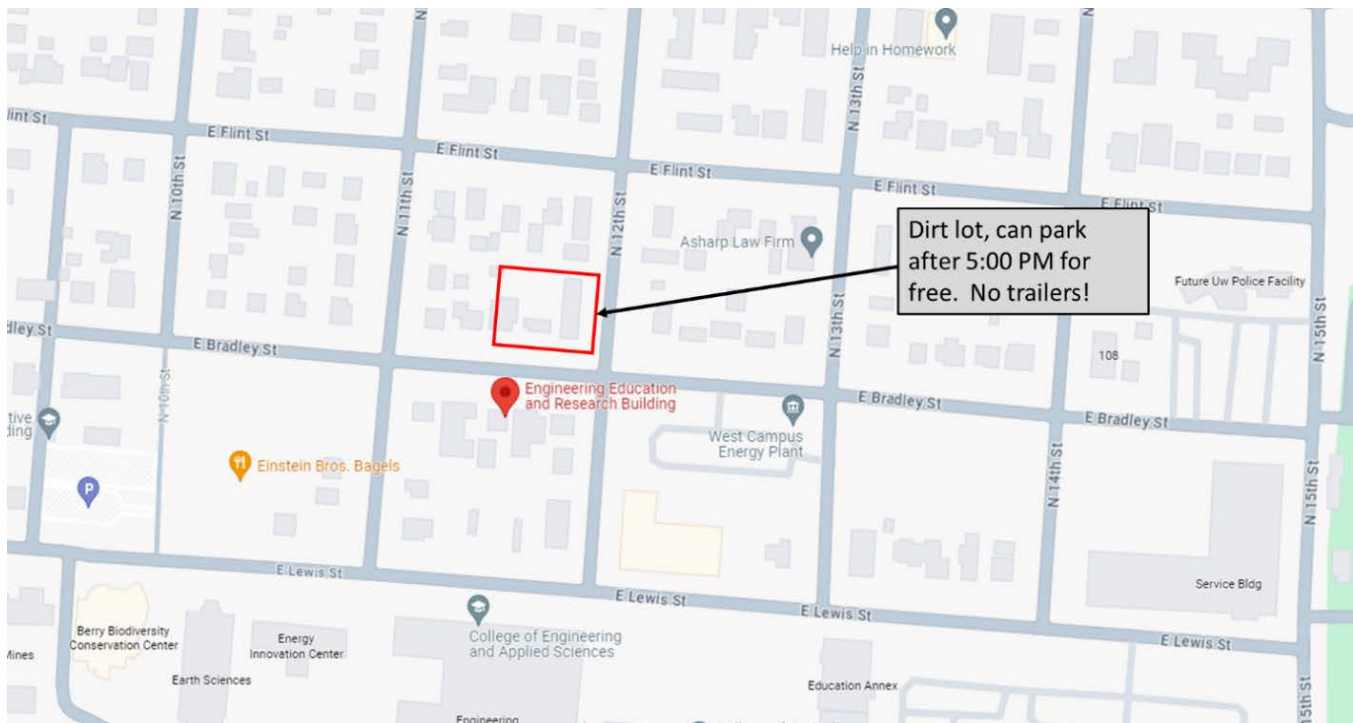 Help in Homework
N 13th St
lint St
E Flint St
E Flint St
E Flint St
E Flint St
E Flint St
N 10th St
N 11th St
N 12th St
Asharp Law Firm
Dirt lot, can park
after 5:00 PM for
free. No trailers!
Future Uw Police Facility
N 13th St
N 15th St
dley St
E Bradley St
108
N 10th St
Engineering Education
and Research Building
E Bradley St
E Bradley St
West Campus
Energy Plant
tive
ding
Einstein Bros. Bagels
P
N 14th St
N 15th St
E Lewis St
E Lewis St
E Lewis St
E Lewis St
Service Bldg
Berry Biodiversity
Conservation Center
Energy
Innovation Center
College of Engineering
and Applied Sciences
Mines
Earth Sciences
Education Annex
15th St
Engineering